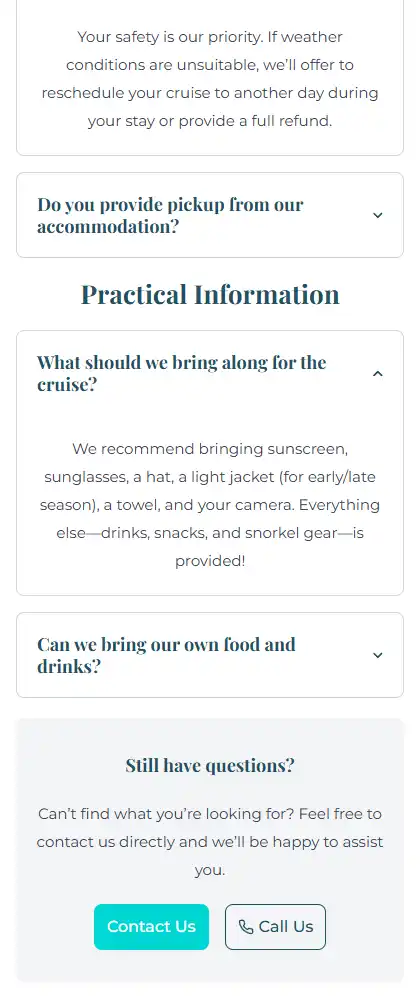 Your safety is our priority. If weather
conditions are unsuitable, we’ll offer to
reschedule your cruise to another day during
your stay or provide a full refund.
Do you provide pickup from our
accommodation?
Practical Information
What should we bring along for the
cruise?
We recommend bringing sunscreen,
sunglasses, a hat, a light jacket (for early/late
season), a towel, and your camera. Everything
else—drinks, snacks, and snorkel gear—is
provided!
Can we bring our own food and
drinks?
Still have questions?
Can’t find what you’re looking for? Feel free to
contact us directly and we’ll be happy to assist
you.
Contact Us
Call Us